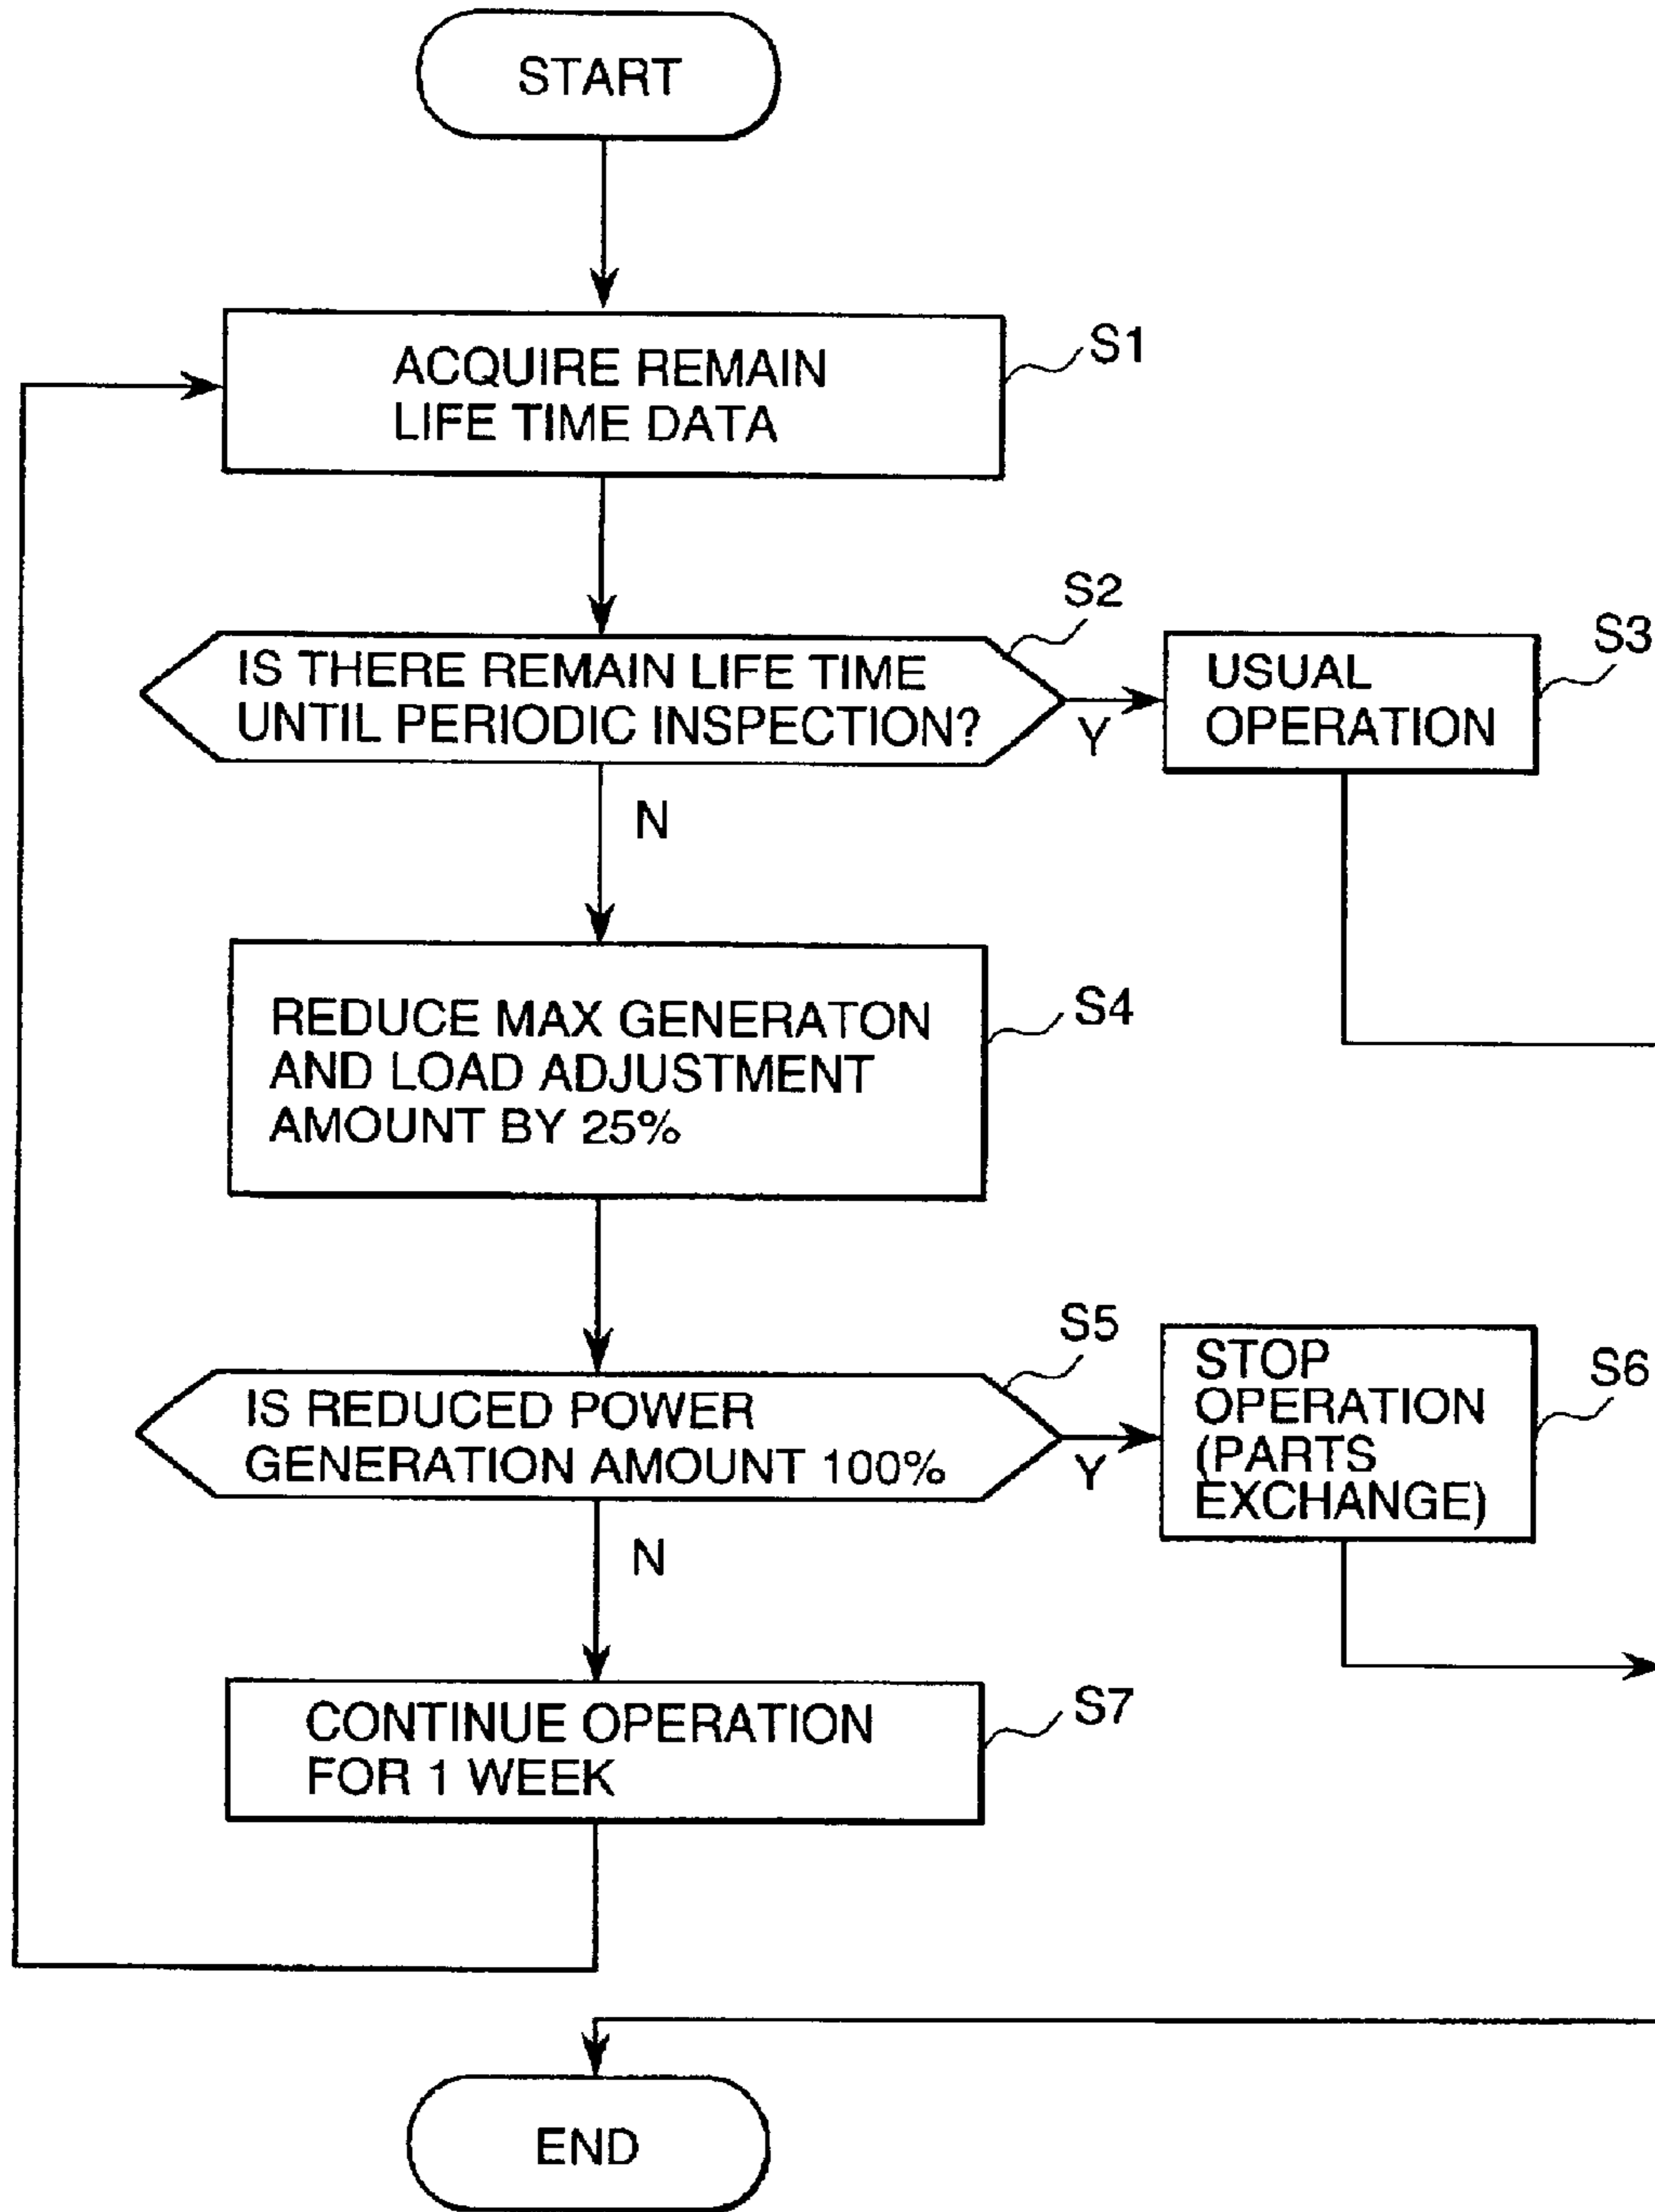 START
ACQUIRE REMAIN
LIFE TIME DATA
S1
IS THERE REMAIN LIFE TIME
UNTIL PERIODIC INSPECTION?
S2
Y
USUAL
OPERATION
S3
N
REDUCE MAX GENERATON
AND LOAD ADJUSTMENT
AMOUNT BY 25%
S4
IS REDUCED POWER
GENERATION AMOUNT 100%
S5
Y
STOP
OPERATION
(PARTS
EXCHANGE)
S6
N
CONTINUE OPERATION
FOR 1 WEEK
S7
END